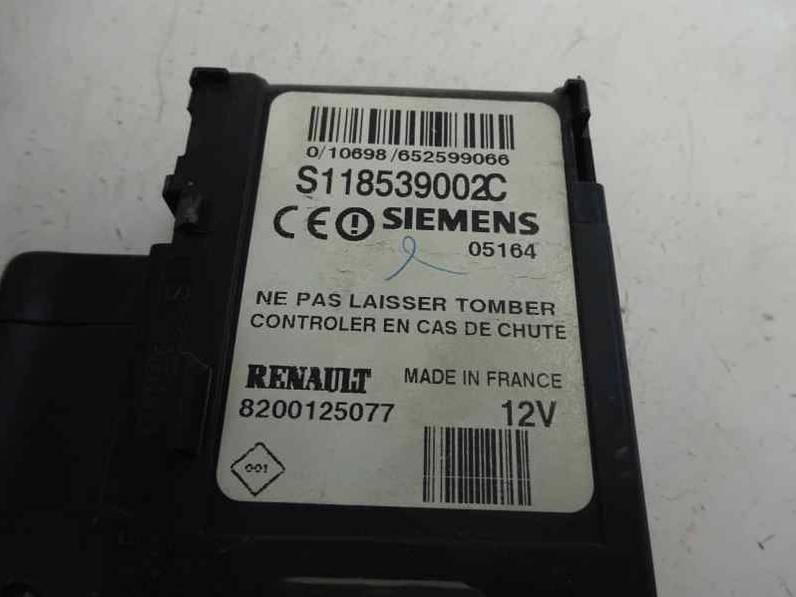 0/10698/652599066
S118539002C
CE SIEMENS
05164
NE PAS LAISSER TOMBER
CONTROLER EN CAS DE CHUTE
RENAULT MADE IN FRANCE
8200125077 12V
001